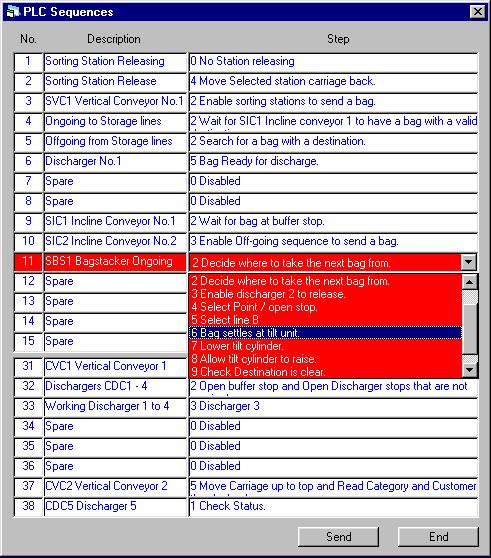 PLC Sequences
No. Description Step
1 Sorting Station Releasing 0 No Station releasing
2 Sorting Station Release 4 Move Selected station carriage back.
3 SVC1 Vertical Conveyor No.1 2 Enable sorting stations to send a bag.
4 Ongoing to Storage lines 2 Wait for SIC1 Incline conveyor 1 to have a bag with a valid
5 Offgoing from Storage lines 2 Search for a bag with a destination.
6 Discharger No.1 5 Bag Ready for discharge.
7 Spare 0 Disabled
8 Spare 0 Disabled
9 SIC1 Incline Conveyor No.1 2 Wait for bag at buffer stop.
10 SIC2 Incline Conveyor No.2 3 Enable Off-going sequence to send a bag.
11 SBS1 Bagstacker Ongoing 2 Decide where to take the next bag from.
12 Spare 2 Decide where to take the next bag from.
3 Enable discharger 2 to release.
13 Spare 4 Select Point / open stop.
14 Spare 5 Select line B
6 Bag settles at tilt unit.
15 Spare 7 Lower tilt cylinder.
8 Allow tilt cylinder to raise.
31 CVC1 Vertical Conveyor 1 9 Check Destination is clear.
32 Dischargers CDC1 - 4 2 Open buffer stop and Open Discharger stops that are not
33 Working Discharger 1 to 4 3 Discharger 3
34 Spare 0 Disabled
35 Spare 0 Disabled
36 Spare 0 Disabled
37 CVC2 Vertical Conveyor 2 5 Move Carriage up to top and Read Category and Customer
38 CDC5 Discharger 5 1 Check Status.
Send End